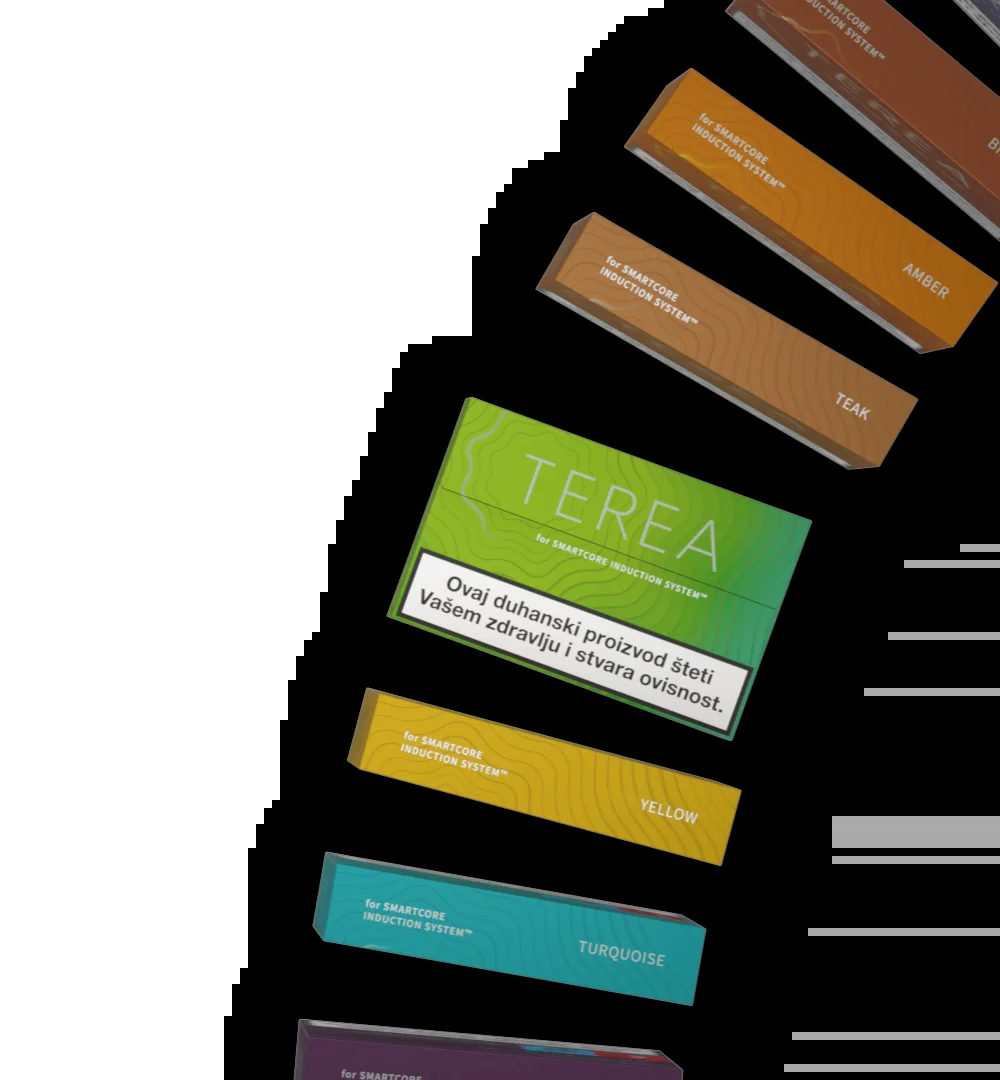 SMARTCORE
INDUCTION SYSTEM™
TEREA
for SMARTCORE
INDUCTION SYSTEM™
AMBER
for SMARTCORE
INDUCTION SYSTEM™
TEAK
TEREA
for SMARTCORE INDUCTION SYSTEM™
Ovaj duhanski proizvod šteti
Vašem zdravlju i stvara ovisnost.
for SMARTCORE
INDUCTION SYSTEM™
YELLOW
for SMARTCORE
INDUCTION SYSTEM™
TURQUOISE
for SMARTCORE